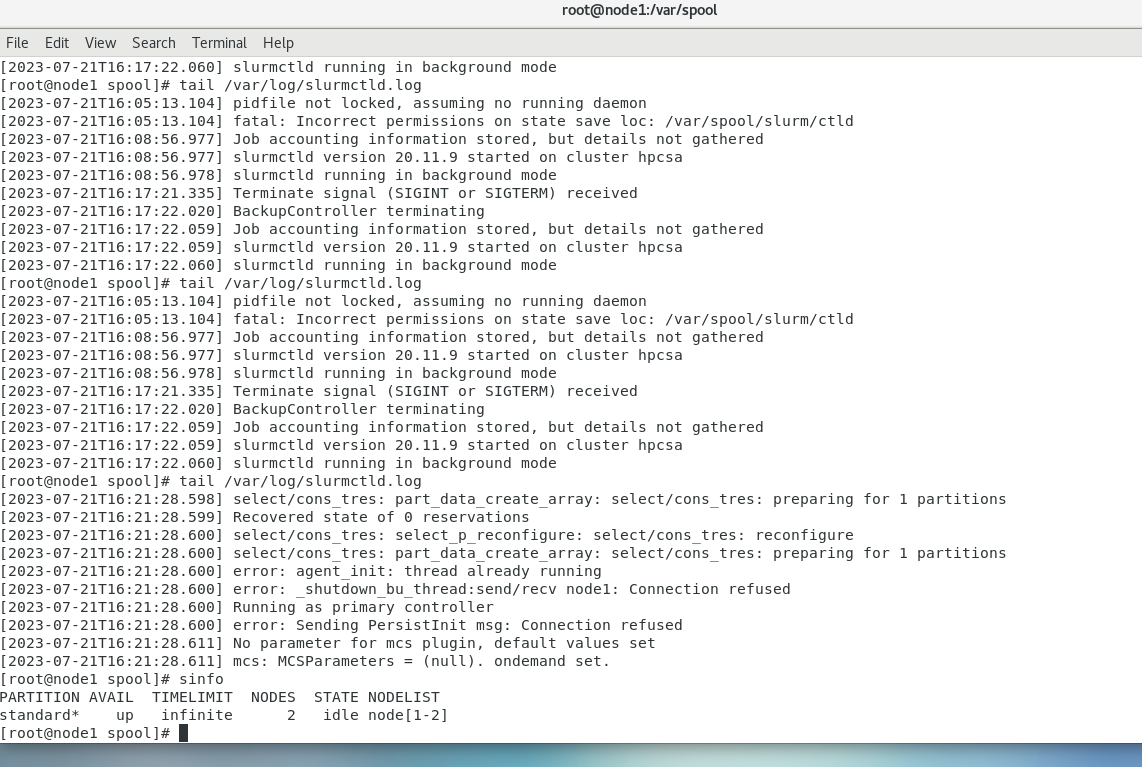 root@node1:/var/spool
File Edit View Search Terminal Help
[2023-07-21T16:17:22.060] slurmctld running in background mode
[root@node1 spool]# tail /var/log/slurmctld.log
[2023-07-21T16:05:13.104] pidfile not locked, assuming no running daemon
[2023-07-21T16:05:13.104] fatal: Incorrect permissions on state save loc: /var/spool/slurm/ctld
[2023-07-21T16:08:56.977] Job accounting information stored, but details not gathered
[2023-07-21T16:08:56.977] slurmctld version 20.11.9 started on cluster hpcsa
[2023-07-21T16:08:56.978] slurmctld running in background mode
[2023-07-21T16:17:21.335] Terminate signal (SIGINT or SIGTERM) received
[2023-07-21T16:17:22.020] BackupController terminating
[2023-07-21T16:17:22.059] Job accounting information stored, but details not gathered
[2023-07-21T16:17:22.059] slurmctld version 20.11.9 started on cluster hpcsa
[2023-07-21T16:17:22.060] slurmctld running in background mode
[root@node1 spool]# tail /var/log/slurmctld.log
[2023-07-21T16:05:13.104] pidfile not locked, assuming no running daemon
[2023-07-21T16:05:13.104] fatal: Incorrect permissions on state save loc: /var/spool/slurm/ctld
[2023-07-21T16:08:56.977] Job accounting information stored, but details not gathered
[2023-07-21T16:08:56.977] slurmctld version 20.11.9 started on cluster hpcsa
[2023-07-21T16:08:56.978] slurmctld running in background mode
[2023-07-21T16:17:21.335] Terminate signal (SIGINT or SIGTERM) received
[2023-07-21T16:17:22.020] BackupController terminating
[2023-07-21T16:17:22.059] Job accounting information stored, but details not gathered
[2023-07-21T16:17:22.059] slurmctld version 20.11.9 started on cluster hpcsa
[2023-07-21T16:17:22.060] slurmctld running in background mode
[root@node1 spool]# tail /var/log/slurmctld.log
[2023-07-21T16:21:28.598] select/cons_tres: part_data_create_array: select/cons_tres: preparing for 1 partitions
[2023-07-21T16:21:28.599] Recovered state of 0 reservations
[2023-07-21T16:21:28.600] select/cons_tres: select_p_reconfigure: select/cons_tres: reconfigure
[2023-07-21T16:21:28.600] select/cons_tres: part_data_create_array: select/cons_tres: preparing for 1 partitions
[2023-07-21T16:21:28.600] error: agent_init: thread already running
[2023-07-21T16:21:28.600] error: _shutdown_bu_thread:send/recv node1: Connection refused
[2023-07-21T16:21:28.600] Running as primary controller
[2023-07-21T16:21:28.600] error: Sending PersistInit msg: Connection refused
[2023-07-21T16:21:28.611] No parameter for mcs plugin, default values set
[2023-07-21T16:21:28.611] mcs: MCSParameters = (null). ondemand set.
[root@node1 spool]# sinfo
PARTITION AVAIL  TIMELIMIT  NODES  STATE NODELIST
standard*    up   infinite      2   idle node[1-2]
[root@node1 spool]#